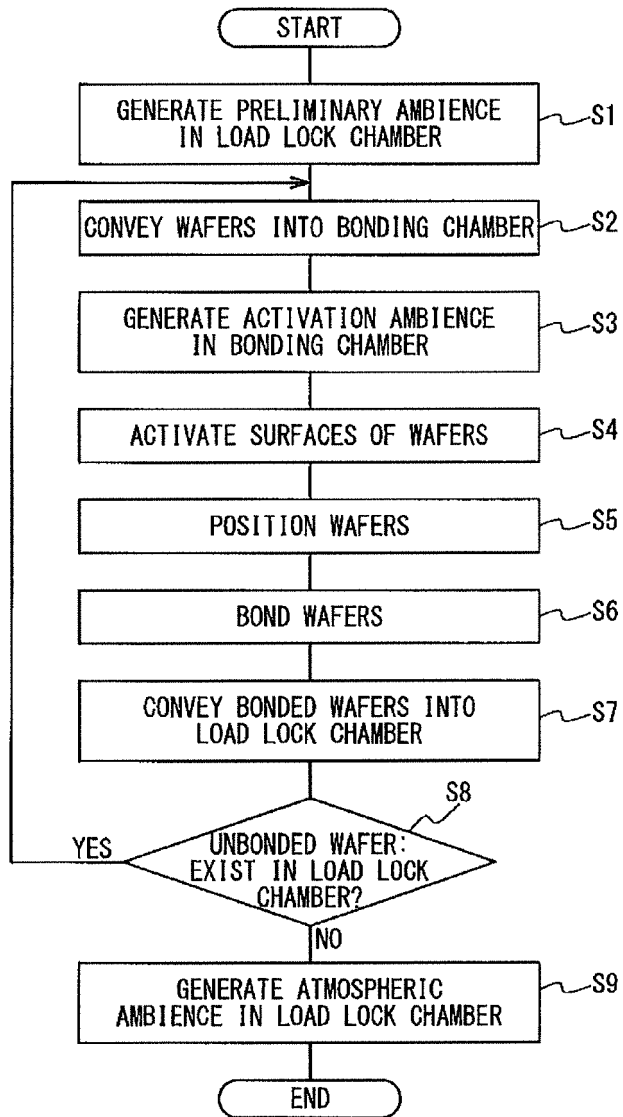 START
GENERATE PRELIMINARY AMBIENCE
IN LOAD LOCK CHAMBER
S1
CONVEY WAFERS INTO BONDING CHAMBER
S2
GENERATE ACTIVATION AMBIENCE
IN BONDING CHAMBER
S3
ACTIVATE SURFACES OF WAFERS
S4
POSITION WAFERS
S5
BOND WAFERS
S6
CONVEY BONDED WAFERS INTO
LOAD LOCK CHAMBER
S7
S8
YES
UNBONDED WAFER:
EXIST IN LOAD LOCK
CHAMBER?
NO
GENERATE ATMOSPHERIC
AMBIENCE IN LOAD LOCK CHAMBER
S9
END